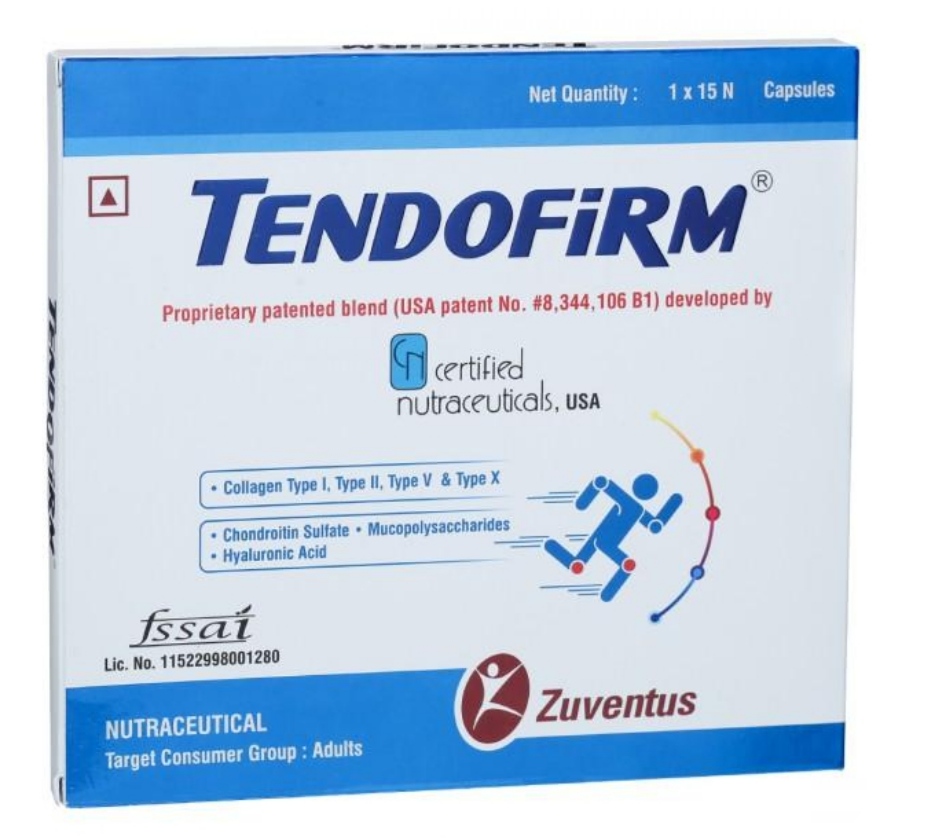 TENDOFiRM
Net Quantity : 1 x 15 N Capsules
TENDOFiRM®
Proprietary patented blend (USA patent No. #8,344,106 B1) developed by
CN certified
nutraceuticals, USA
• Collagen Type I, Type II, Type V & Type X
• Chondroitin Sulfate • Mucopolysaccharides
• Hyaluronic Acid
TENDOFiRM
fssai
Lic. No. 11522998001280
Zuventus
NUTRACEUTICAL
Target Consumer Group : Adults